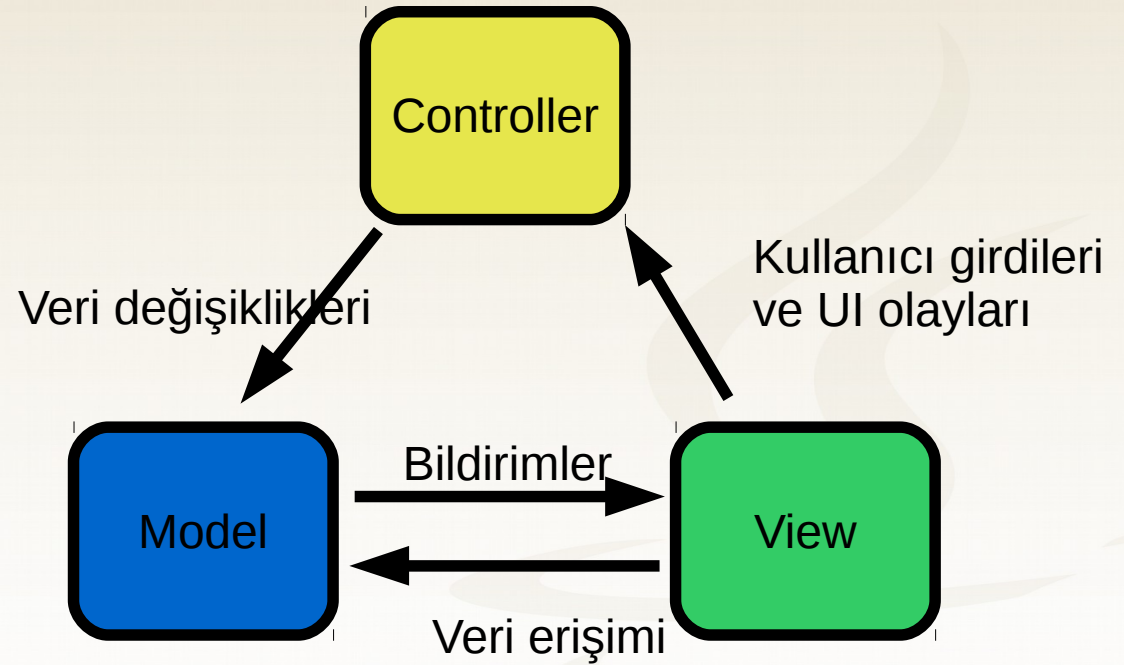 Controller
Kullanıcı girdileri
ve UI olayları
Veri değişiklikleri
Bildirimler
Model
View
Veri erişimi